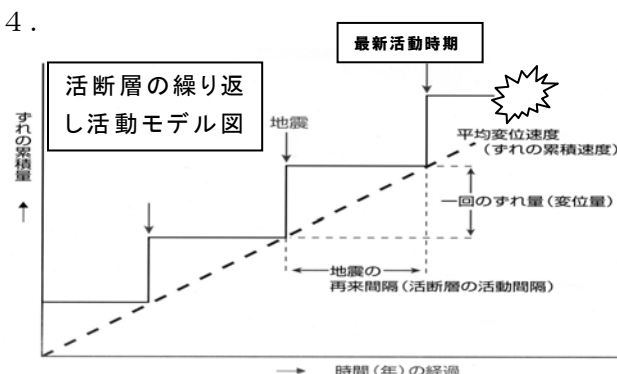 4.
最新活動時期
活断層の繰り返
し活動モデル図
ずれの累積量
地震
平均変位速度
(ずれの累積速度)
一回のずれ量(変位量)
地震の
再来間隔(活断層の活動間隔)
時間(年)の経過